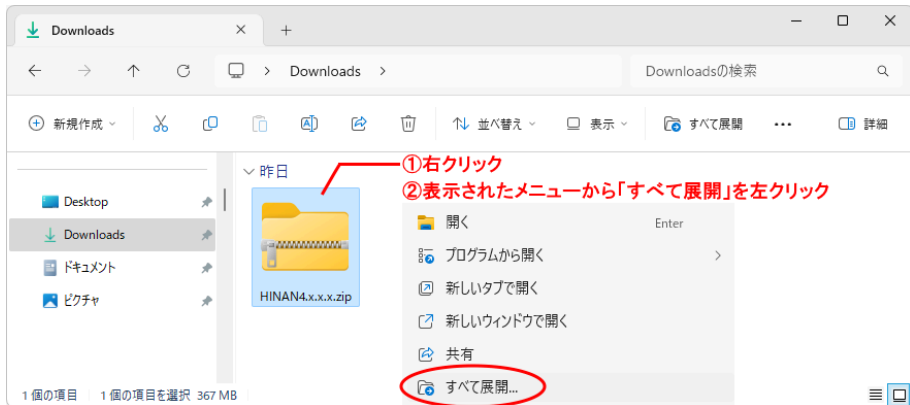 Downloads
Downloads
Downloadsの検索
新規作成
並べ替え
表示
すべて展開
詳細
昨日
①右クリック
②表示されたメニューから「すべて展開」を左クリック
Desktop
Downloads
ドキュメント
ピクチャ
HINAN4.x.x.x.zip
開く Enter
プログラムから開く
新しいタブで開く
新しいウィンドウで開く
共有
すべて展開...
1個の項目 1個の項目を選択 367 MB